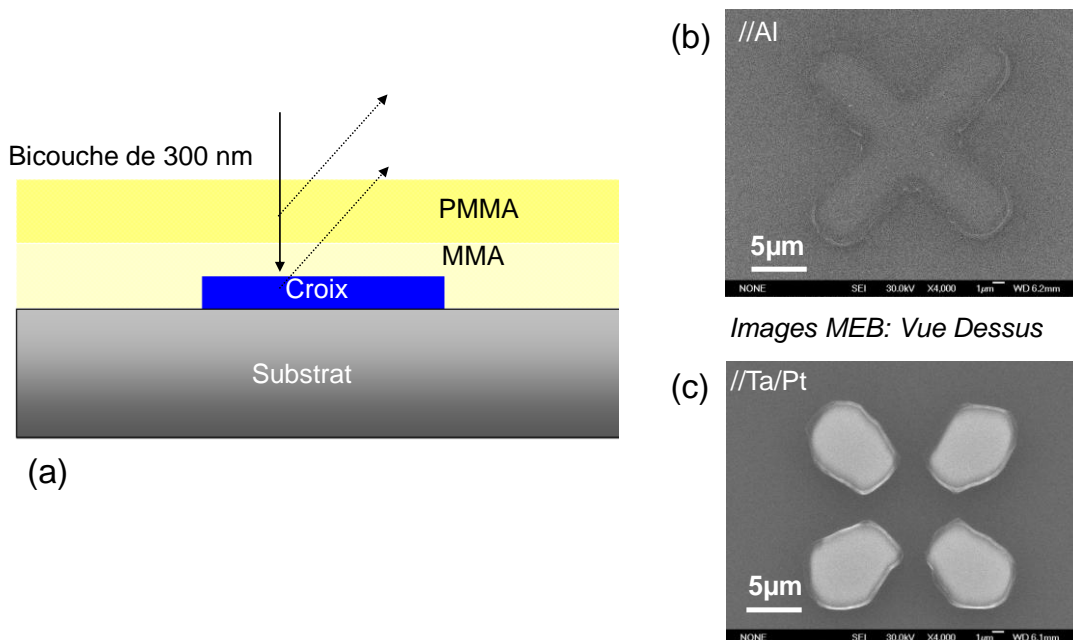 Bicouche de 300 nm
PMMA
MMA
Croix
Substrat
(a)
(b)
//Al
5µm
NONE SEI 30.0kV X4,000 1µm WD 6.2mm
Images MEB: Vue Dessus
(c)
//Ta/Pt
5µm
NONE SEI 30.0kV X4,000 1µm WD 6.1mm